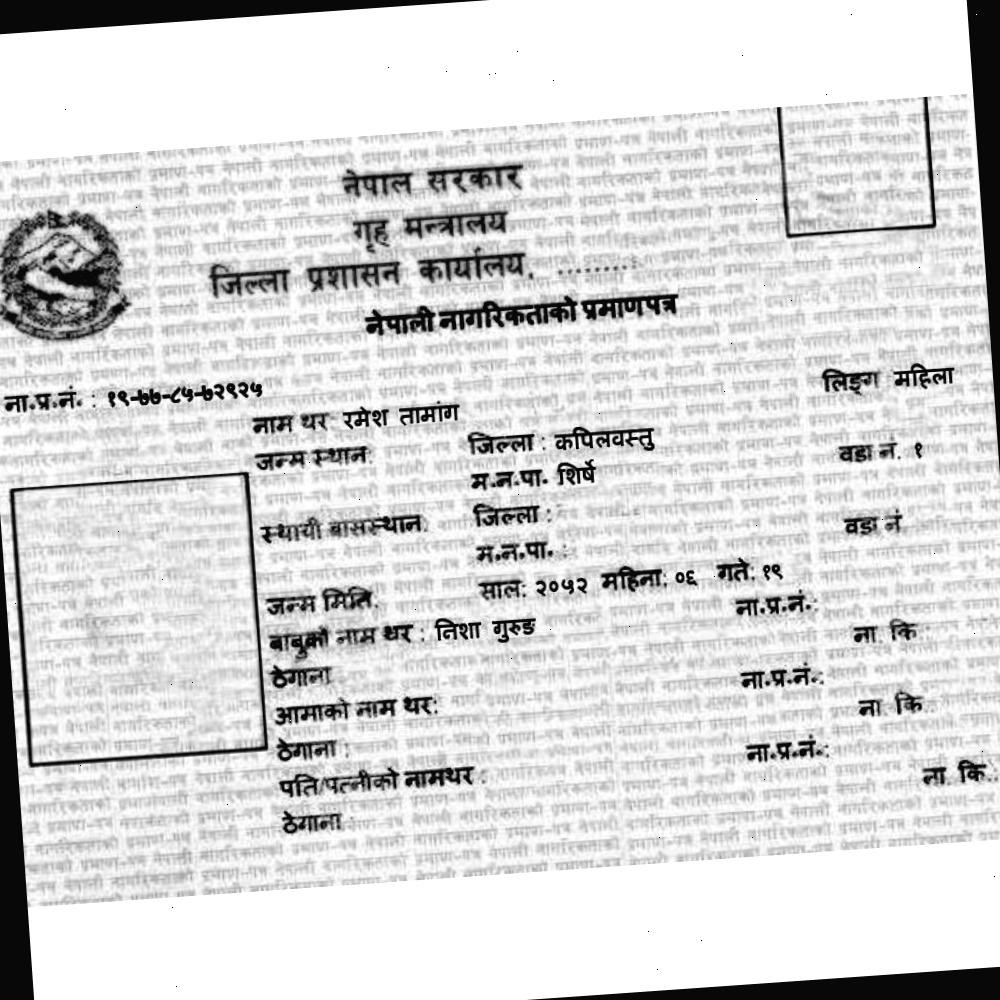 नेपाल सरकार
गृह मन्त्रालय
जिल्ला प्रशासन कार्यालय, .........:
नेपाली नागरिकताको प्रमाणपत्र
ना.प्र.नं. : १९-७७-८५-७२९२५
लिङ्ग महिला
नाम थर रमेश तामांग
जन्म स्थान: जिल्ला : कपिलवस्तु
म.न.पा. शिर्षे वडा नं. १
स्थायी बासस्थान: जिल्ला :
म.न.पा. : वडा नं
जन्म मिति: साल: २०५२ महिना: ०६ गते: १९
बाबुको नाम थर : निशा गुरुङ ना.प्र.नं.:
ठेगाना ना. कि.
आमाको नाम थर: ना.प्र.नं.:
ठेगाना : ना. कि.:
पति/पत्नीको नामथर : ना.प्र.नं.:
ठेगाना : ना. कि.: